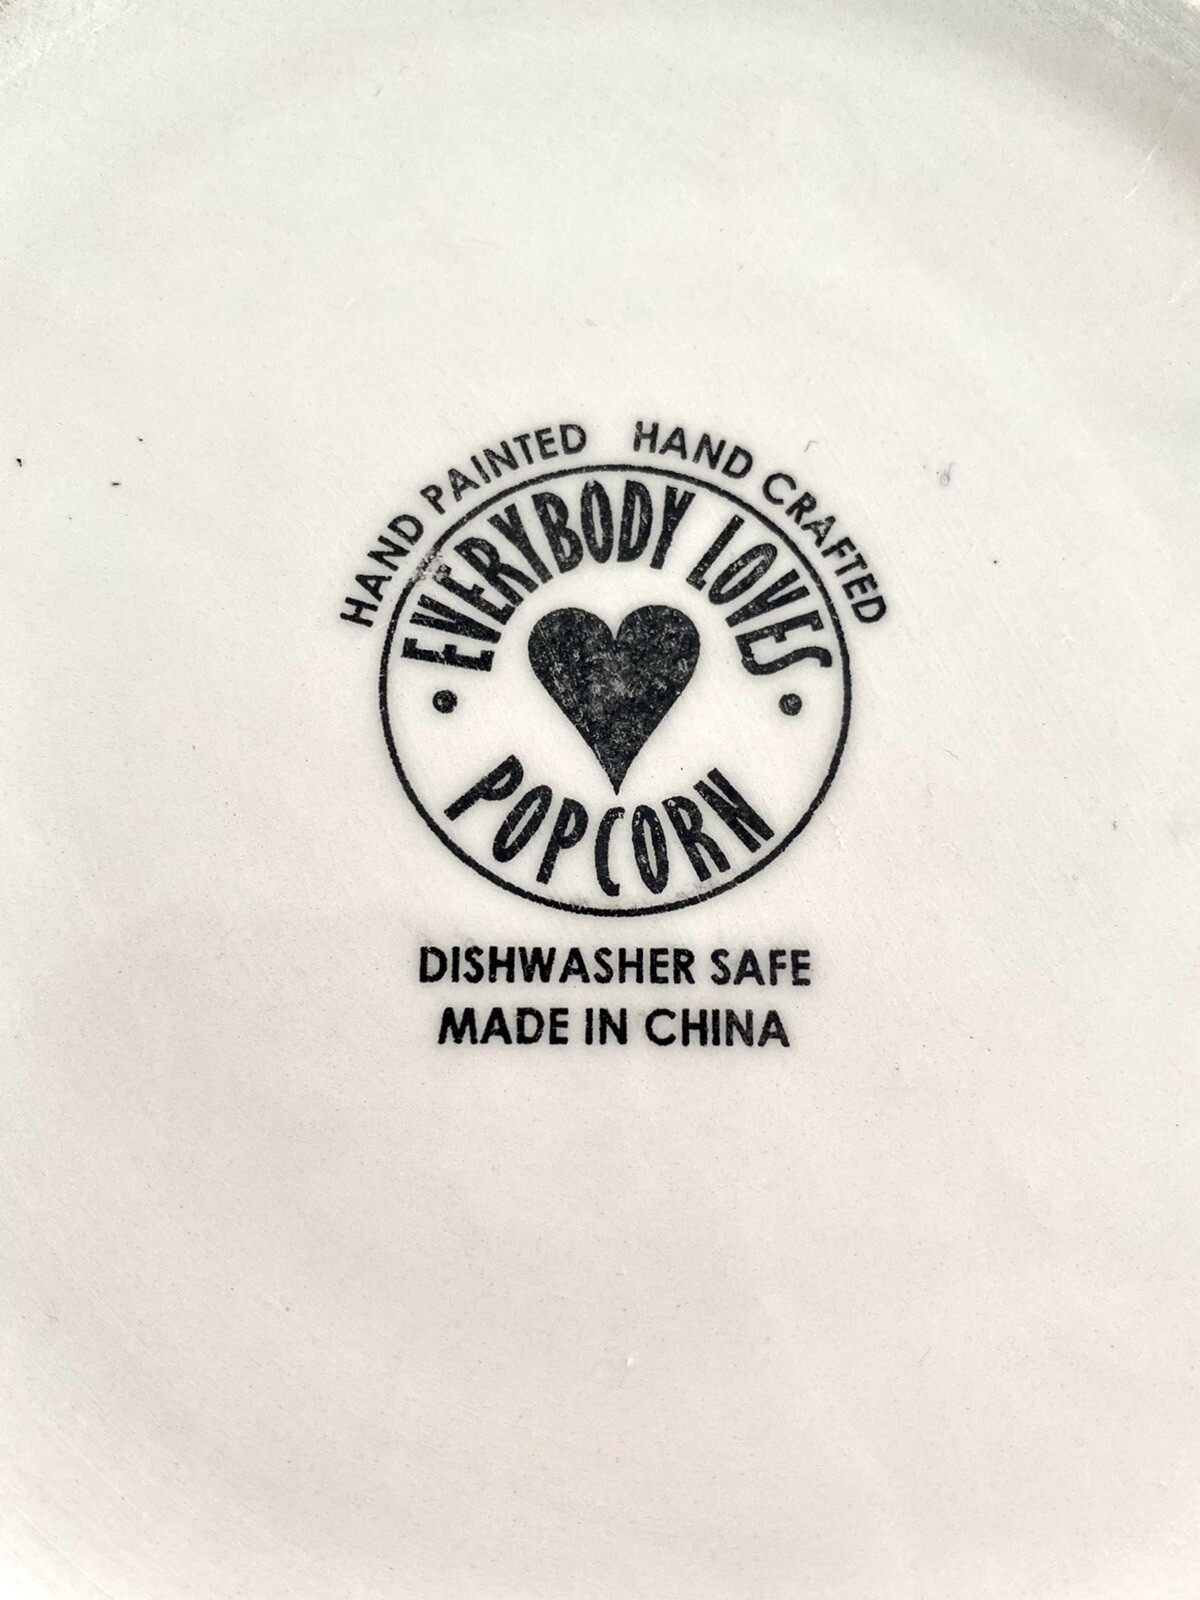 HAND PAINTED HAND CRAFTED
EVERYBODY LOVES
POPCORN
DISHWASHER SAFE
MADE IN CHINA